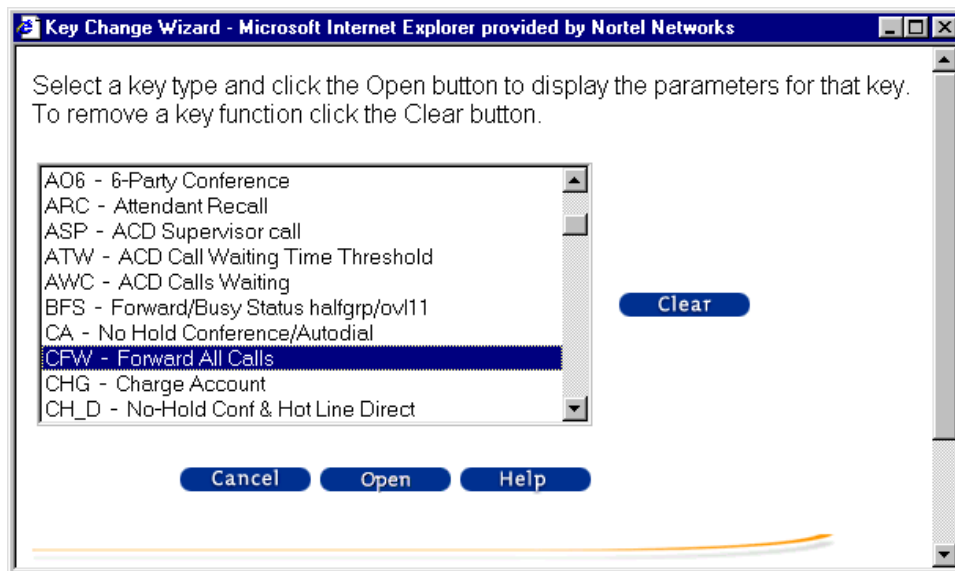 Key Change Wizard - Microsoft Internet Explorer provided by Nortel Networks
Select a key type and click the Open button to display the parameters for that key.
To remove a key function click the Clear button.
AO6 - 6-Party Conference
ARC - Attendant Recall
ASP - ACD Supervisor call
ATW - ACD Call Waiting Time Threshold
AWC - ACD Calls Waiting
BFS - Forward/Busy Status halfgrp/ovl11
CA - No Hold Conference/Autodial
CFW - Forward All Calls
CHG - Charge Account
CH_D - No-Hold Conf & Hot Line Direct
Clear
Cancel Open Help